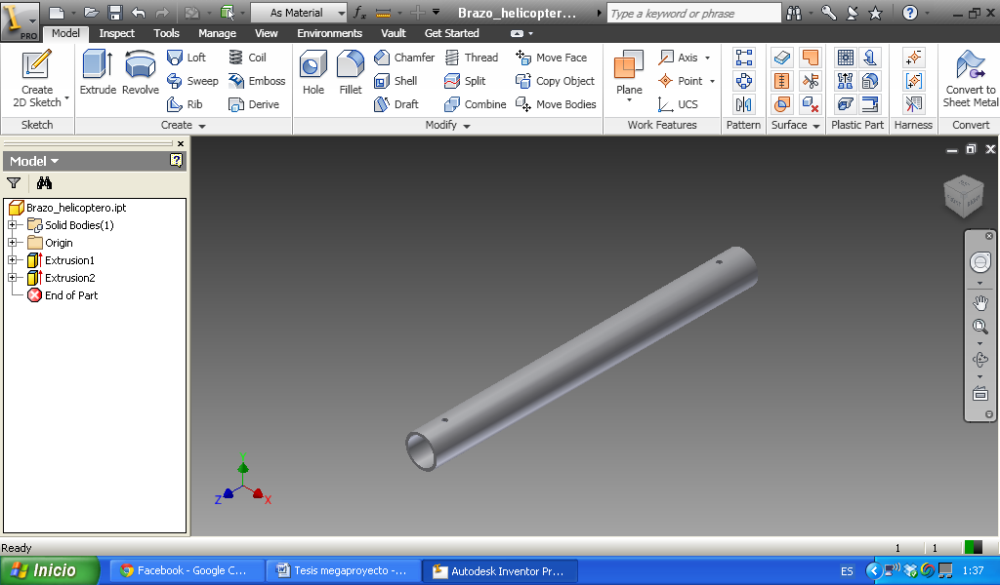 PRO
As Material
Brazo_helicopter...
Type a keyword or phrase
Model Inspect Tools Manage View Environments Vault Get Started
Create
2D Sketch
Extrude
Revolve
Loft
Sweep
Rib
Coil
Emboss
Derive
Hole
Fillet
Chamfer
Shell
Draft
Thread
Split
Combine
Move Face
Copy Object
Move Bodies
Plane
Axis
Point
UCS
Convert to
Sheet Metal
Sketch Create Modify Work Features Pattern Surface Plastic Part Harness Convert
Model
Brazo_helicoptero.ipt
Solid Bodies(1)
Origin
Extrusion1
Extrusion2
End of Part
Y
Z
X
Ready
1 1
Inicio
Facebook - Google C...
Tesis megaproyecto -...
Autodesk Inventor Pr...
ES
1:37